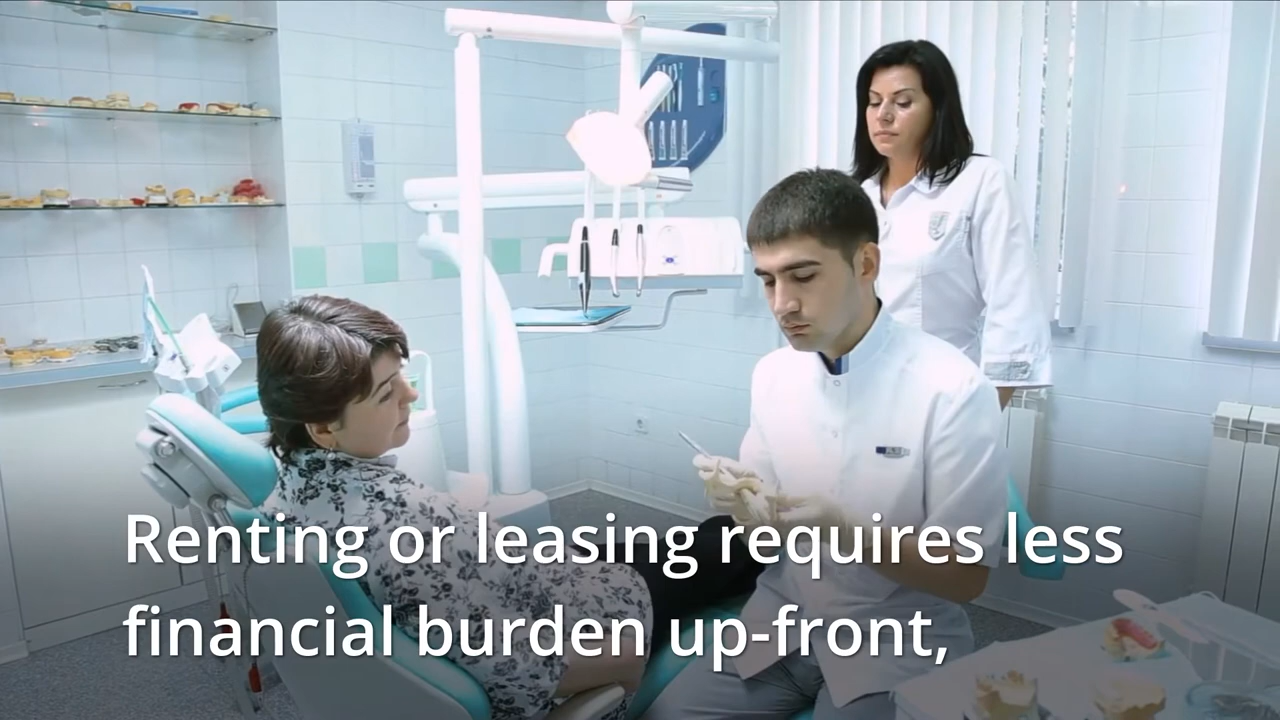 Renting or leasing requires less
financial burden up-front,